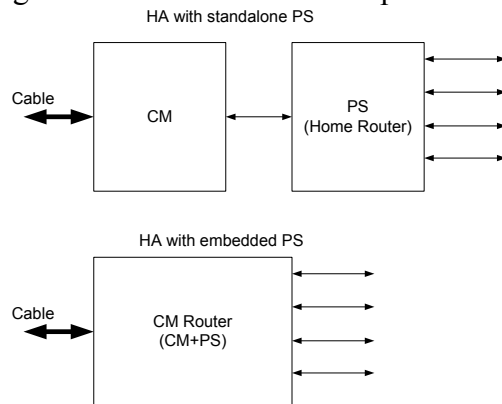 HA with standalone PS
Cable
CM
PS
(Home Router)
HA with embedded PS
Cable
CM Router
(CM+PS)